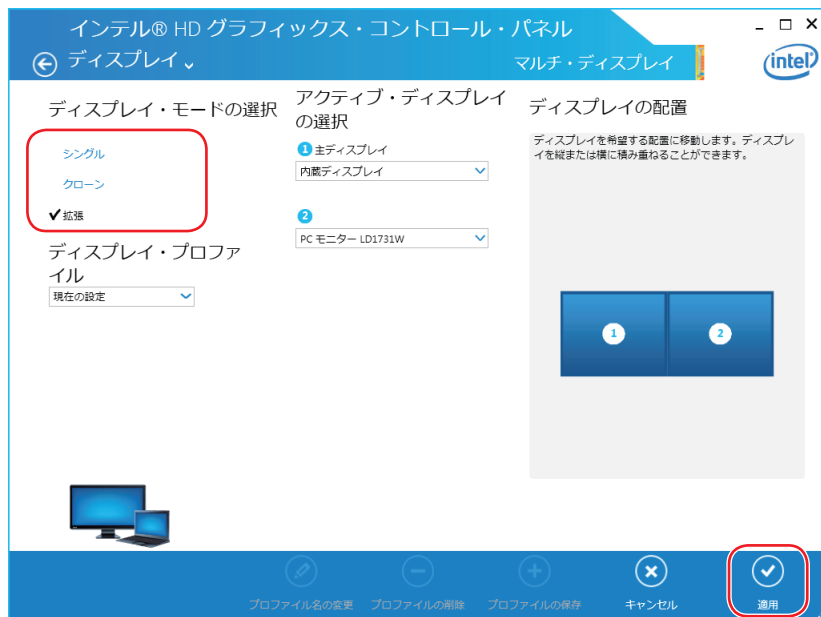 インテル® HD グラフィックス・コントロール・パネル
ディスプレイ
マルチ・ディスプレイ
intel®
ディスプレイ・モードの選択
シングル
クローン
拡張
ディスプレイ・プロファ
イル
現在の設定
アクティブ・ディスプレイ
の選択
1 主ディスプレイ
内蔵ディスプレイ
2
PC モニター LD1731W
ディスプレイの配置
ディスプレイを希望する配置に移動します。ディスプレ
イを縦または横に積み重ねることができます。
1 2
プロファイル名の変更 プロファイルの削除 プロファイルの保存 キャンセル 適用